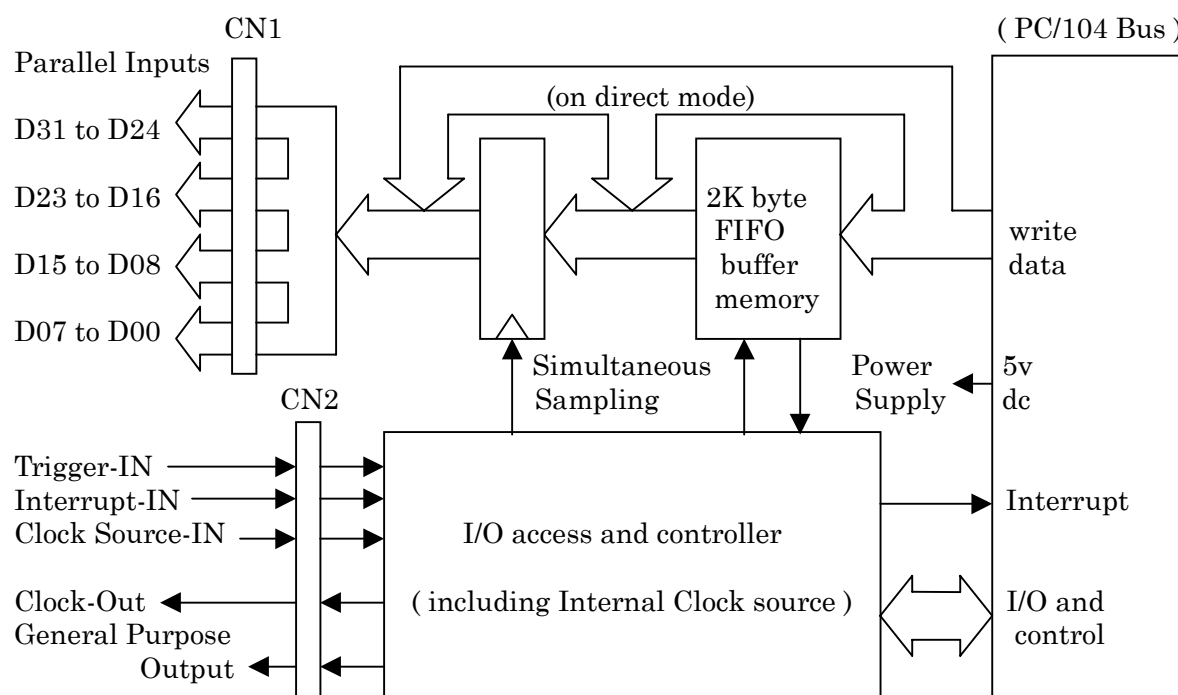 CN1
( PC/104 Bus )
Parallel Inputs
(on direct mode)
D31 to D24
D23 to D16
D15 to D08
D07 to D00
2K byte
FIFO
buffer
memory
write
data
Simultaneous
Sampling
Power
Supply
5v
dc
CN2
Trigger-IN
Interrupt-IN
Clock Source-IN
I/O access and controller
( including Internal Clock source )
Interrupt
Clock-Out
General Purpose
Output
I/O and
control